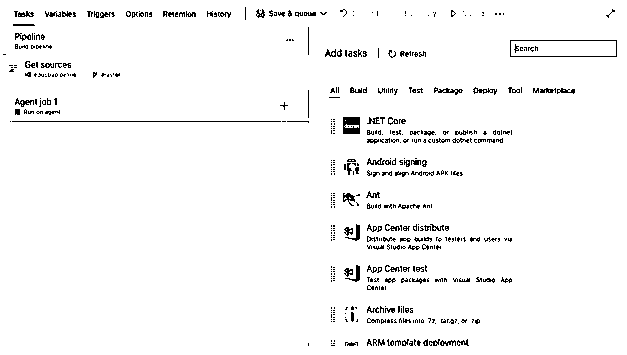 Tasks Variables Triggers Options Retention History Save & queue
Pipeline
Build pipeline
Get sources
master
Agent job 1
Run on agent
Add tasks Refresh Search
All Build Utility Test Package Deploy Tool Marketplace
.NET Core
Build, test, package, or publish a dotnet
application, or run a custom dotnet command
Android signing
Sign and align Android APK files
Ant
Build with Apache Ant
App Center distribute
Distribute app builds to testers and users via
Visual Studio App Center
App Center test
Test app packages with Visual Studio App
Center
Archive files
Compress files into .7z, .tar.gz, or .zip
ARM template deployment